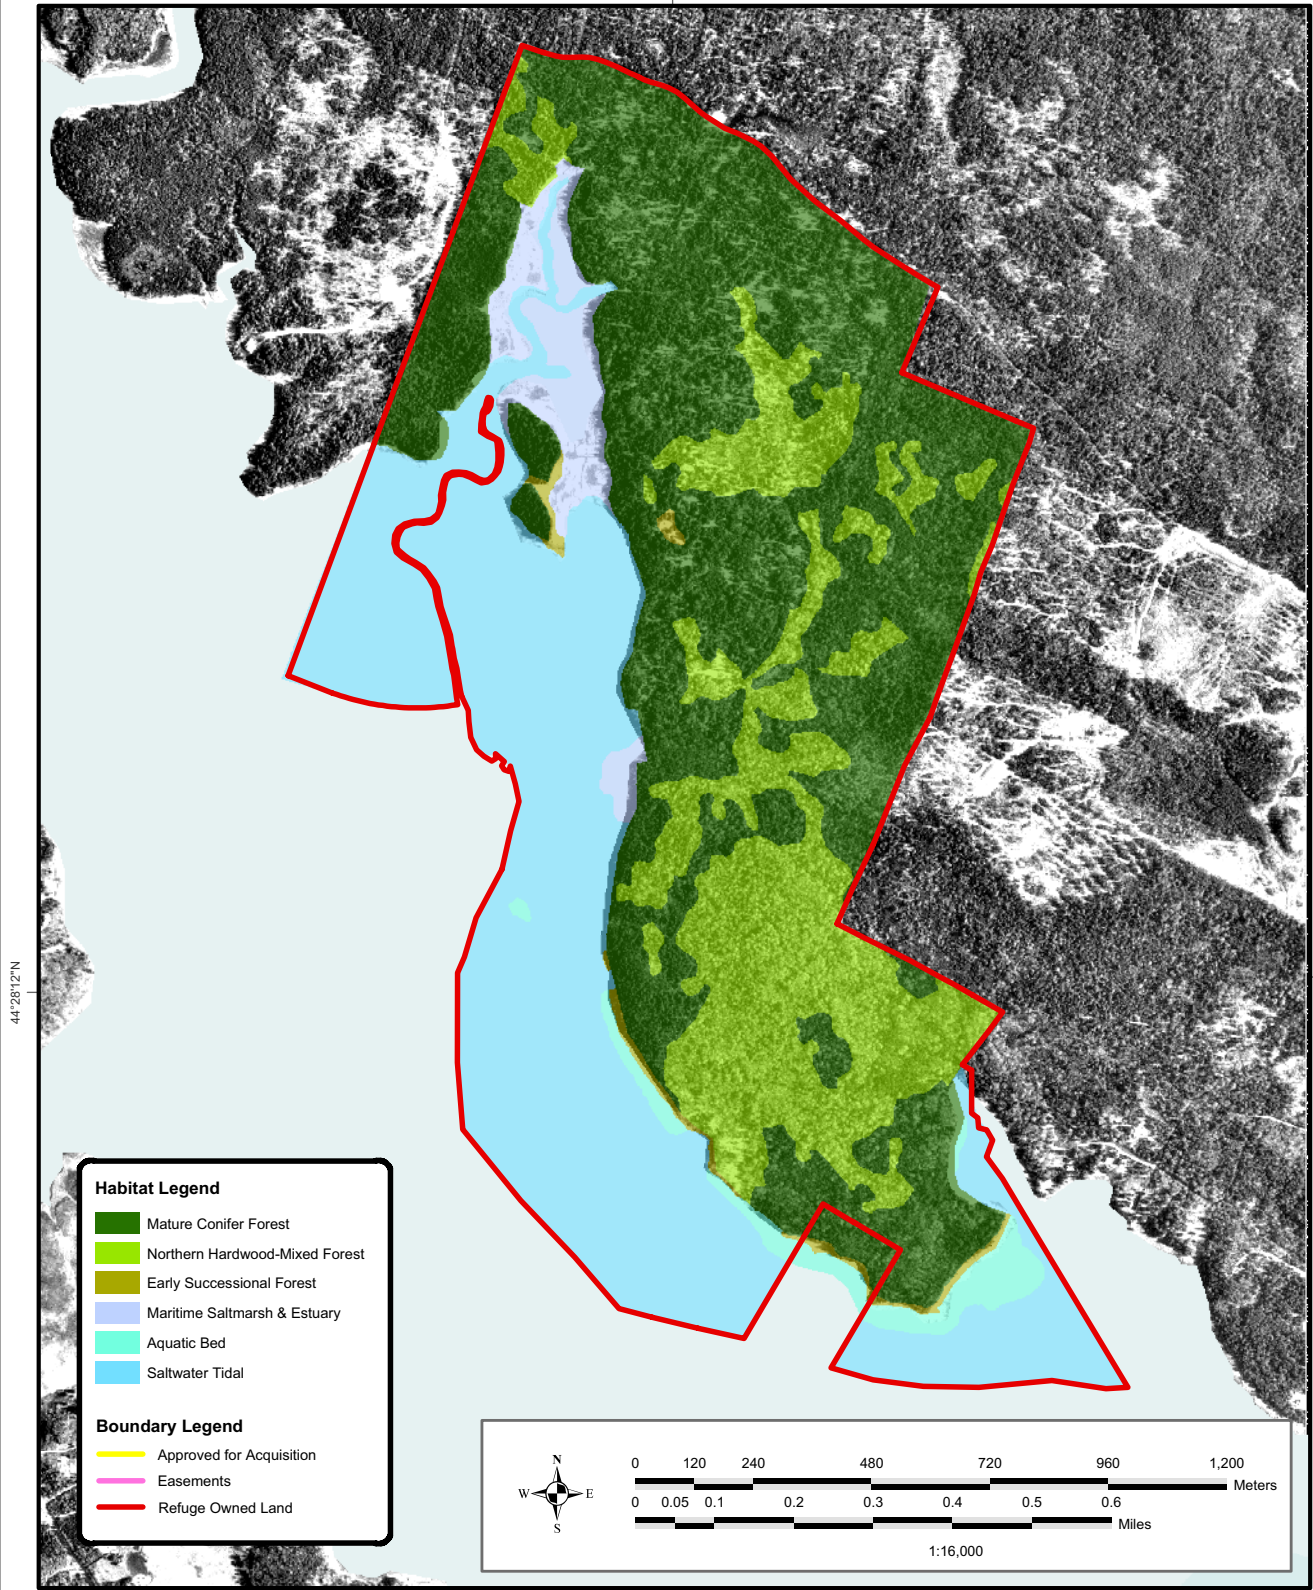 44°28'12"N
Habitat Legend
Mature Conifer Forest
Northern Hardwood-Mixed Forest
Early Successional Forest
Maritime Saltmarsh & Estuary
Aquatic Bed
Saltwater Tidal
Boundary Legend
Approved for Acquisition
Easements
Refuge Owned Land
N
W E
S
0 120 240 480 720 960 1,200
Meters
0 0.05 0.1 0.2 0.3 0.4 0.5 0.6
Miles
1:16,000